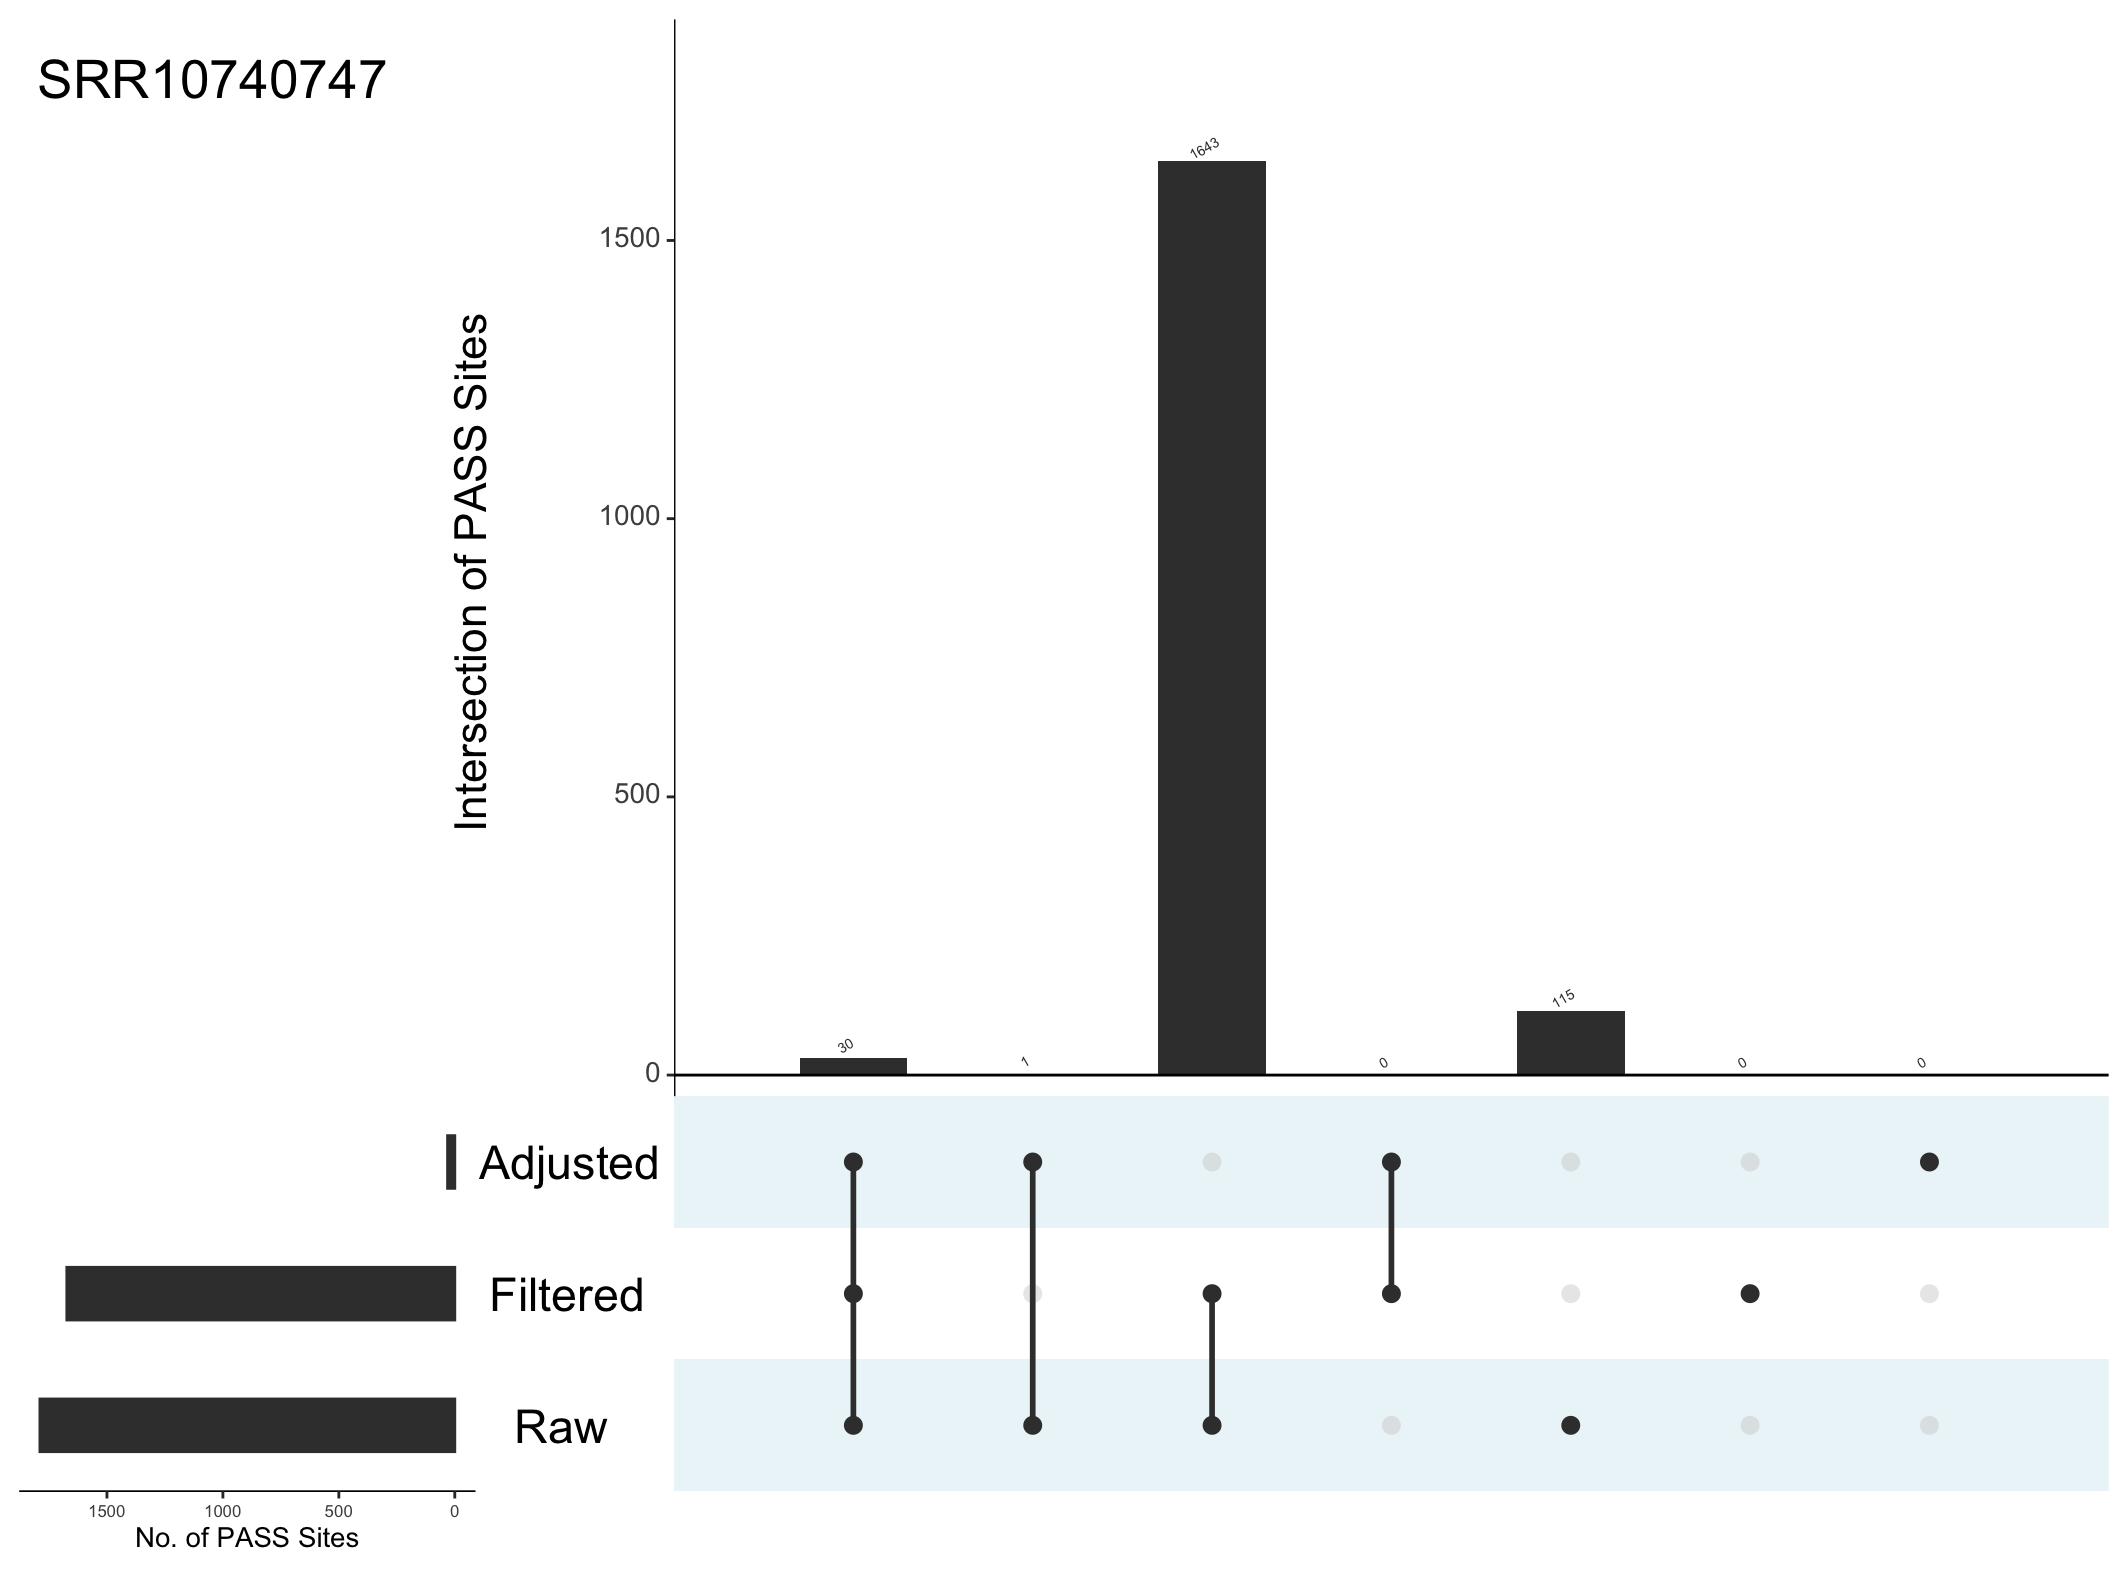 SRR10740747
Intersection of PASS Sites
1500
1000
500
0
30
1
1643
0
115
0
0
Adjusted
Filtered
Raw
1500 1000 500 0
No. of PASS Sites